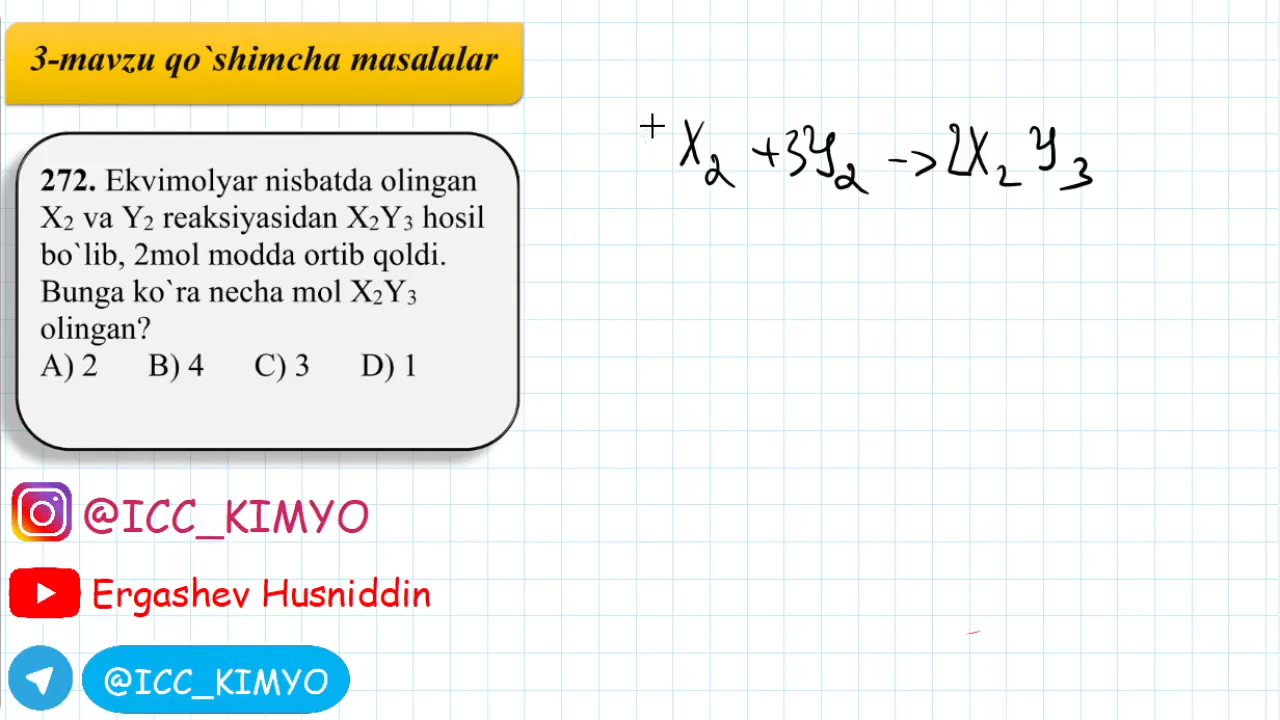 3-mavzu qo`shimcha masalalar
272. Ekvimolyar nisbatda olingan
X₂ va Y₂ reaksiyasidan X₂Y₃ hosil
bo`lib, 2mol modda ortib qoldi.
Bunga ko`ra necha mol X₂Y₃
olingan?
A) 2 B) 4 C) 3 D) 1
X₂ + 3Y₂ -> 2X₂Y₃
@ICC_KIMYO
Ergashev Husniddin
@ICC_KIMYO